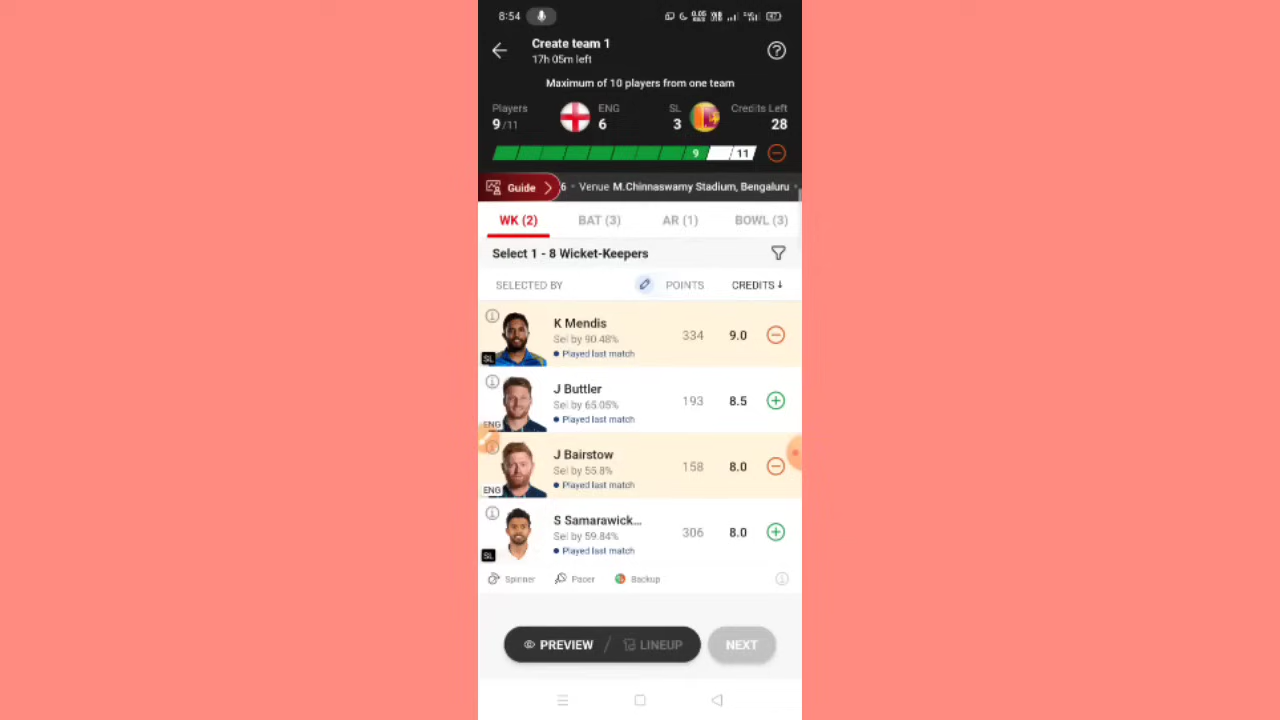 8:54
Create team 1
17h 05m left
Maximum of 10 players from one team
Players ENG SL Credits Left
9/11 6 3 28
9 11
Guide 6 - Venue M.Chinnaswamy Stadium, Bengaluru
WK (2) BAT (3) AR (1) BOWL (3)
Select 1 - 8 Wicket-Keepers
SELECTED BY POINTS CREDITS↓
K Mendis
Sel by 90.48% 334 9.0
Played last match
SL
J Buttler
Sel by 65.05% 193 8.5
Played last match
ENG
J Bairstow
Sel by 55.8% 158 8.0
Played last match
ENG
S Samarawick...
Sel by 59.84% 306 8.0
Played last match
SL
Spinner Pacer Backup
PREVIEW / LINEUP NEXT